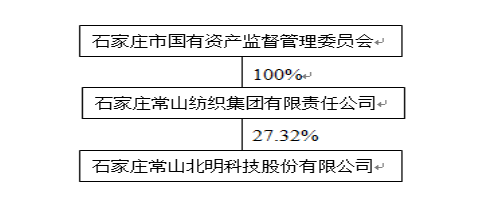 石家庄市国有资产监督管理委员会
100%
石家庄常山纺织集团有限责任公司
27.32%
石家庄常山北明科技股份有限公司